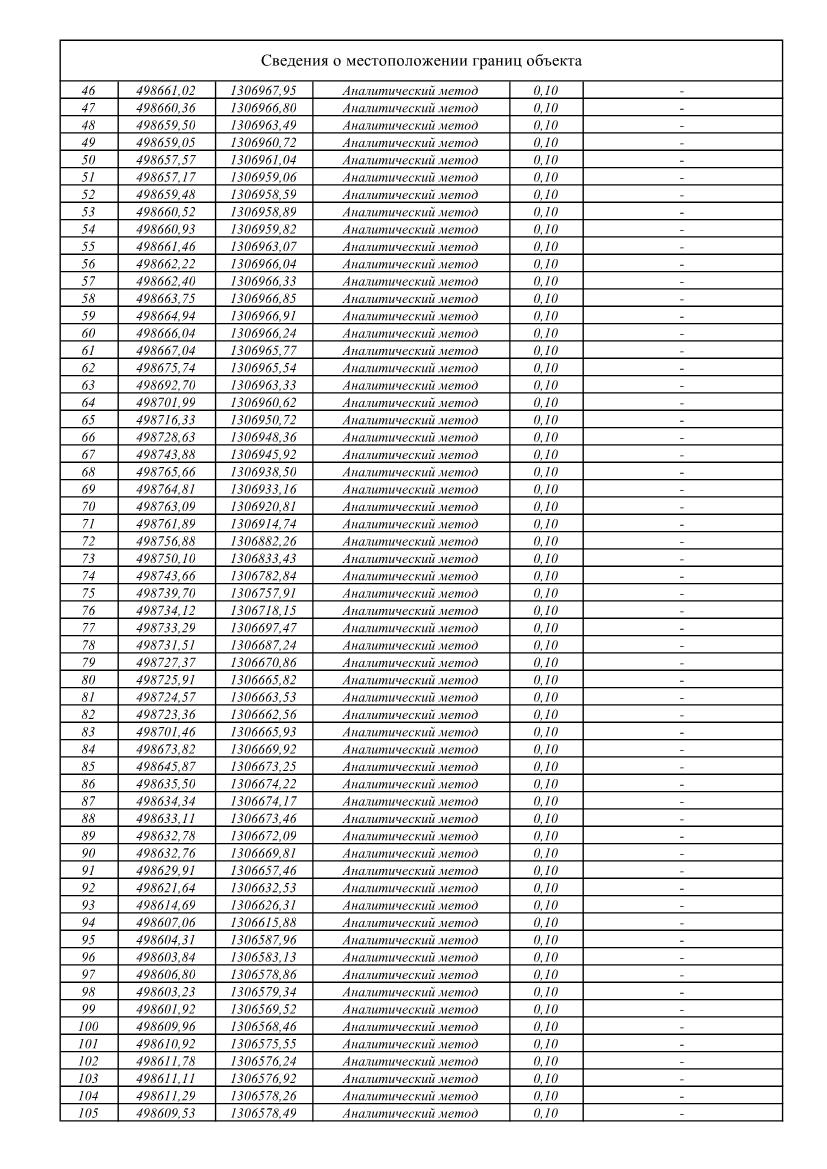 Сведения о местоположении границ объекта
46 498661,02 1306967,95 Аналитический метод 0,10 -
47 498660,36 1306966,80 Аналитический метод 0,10 -
48 498659,50 1306963,49 Аналитический метод 0,10 -
49 498659,05 1306960,72 Аналитический метод 0,10 -
50 498657,57 1306961,04 Аналитический метод 0,10 -
51 498657,17 1306959,06 Аналитический метод 0,10 -
52 498659,48 1306958,59 Аналитический метод 0,10 -
53 498660,52 1306958,89 Аналитический метод 0,10 -
54 498660,93 1306959,82 Аналитический метод 0,10 -
55 498661,46 1306963,07 Аналитический метод 0,10 -
56 498662,22 1306966,04 Аналитический метод 0,10 -
57 498662,40 1306966,33 Аналитический метод 0,10 -
58 498663,75 1306966,85 Аналитический метод 0,10 -
59 498664,94 1306966,91 Аналитический метод 0,10 -
60 498666,04 1306966,24 Аналитический метод 0,10 -
61 498667,04 1306965,77 Аналитический метод 0,10 -
62 498675,74 1306965,54 Аналитический метод 0,10 -
63 498692,70 1306963,33 Аналитический метод 0,10 -
64 498701,99 1306960,62 Аналитический метод 0,10 -
65 498716,33 1306950,72 Аналитический метод 0,10 -
66 498728,63 1306948,36 Аналитический метод 0,10 -
67 498743,88 1306945,92 Аналитический метод 0,10 -
68 498765,66 1306938,50 Аналитический метод 0,10 -
69 498764,81 1306933,16 Аналитический метод 0,10 -
70 498763,09 1306920,81 Аналитический метод 0,10 -
71 498761,89 1306914,74 Аналитический метод 0,10 -
72 498756,88 1306882,26 Аналитический метод 0,10 -
73 498750,10 1306833,43 Аналитический метод 0,10 -
74 498743,66 1306782,84 Аналитический метод 0,10 -
75 498739,70 1306757,91 Аналитический метод 0,10 -
76 498734,12 1306718,15 Аналитический метод 0,10 -
77 498733,29 1306697,47 Аналитический метод 0,10 -
78 498731,51 1306687,24 Аналитический метод 0,10 -
79 498727,37 1306670,86 Аналитический метод 0,10 -
80 498725,91 1306665,82 Аналитический метод 0,10 -
81 498724,57 1306663,53 Аналитический метод 0,10 -
82 498723,36 1306662,56 Аналитический метод 0,10 -
83 498701,46 1306665,93 Аналитический метод 0,10 -
84 498673,82 1306669,92 Аналитический метод 0,10 -
85 498645,87 1306673,25 Аналитический метод 0,10 -
86 498635,50 1306674,22 Аналитический метод 0,10 -
87 498634,34 1306674,17 Аналитический метод 0,10 -
88 498633,11 1306673,46 Аналитический метод 0,10 -
89 498632,78 1306672,09 Аналитический метод 0,10 -
90 498632,76 1306669,81 Аналитический метод 0,10 -
91 498629,91 1306657,46 Аналитический метод 0,10 -
92 498621,64 1306632,53 Аналитический метод 0,10 -
93 498614,69 1306626,31 Аналитический метод 0,10 -
94 498607,06 1306615,88 Аналитический метод 0,10 -
95 498604,31 1306587,96 Аналитический метод 0,10 -
96 498603,84 1306583,13 Аналитический метод 0,10 -
97 498606,80 1306578,86 Аналитический метод 0,10 -
98 498603,23 1306579,34 Аналитический метод 0,10 -
99 498601,92 1306569,52 Аналитический метод 0,10 -
100 498609,96 1306568,46 Аналитический метод 0,10 -
101 498610,92 1306575,55 Аналитический метод 0,10 -
102 498611,78 1306576,24 Аналитический метод 0,10 -
103 498611,11 1306576,92 Аналитический метод 0,10 -
104 498611,29 1306578,26 Аналитический метод 0,10 -
105 498609,53 1306578,49 Аналитический метод 0,10 -